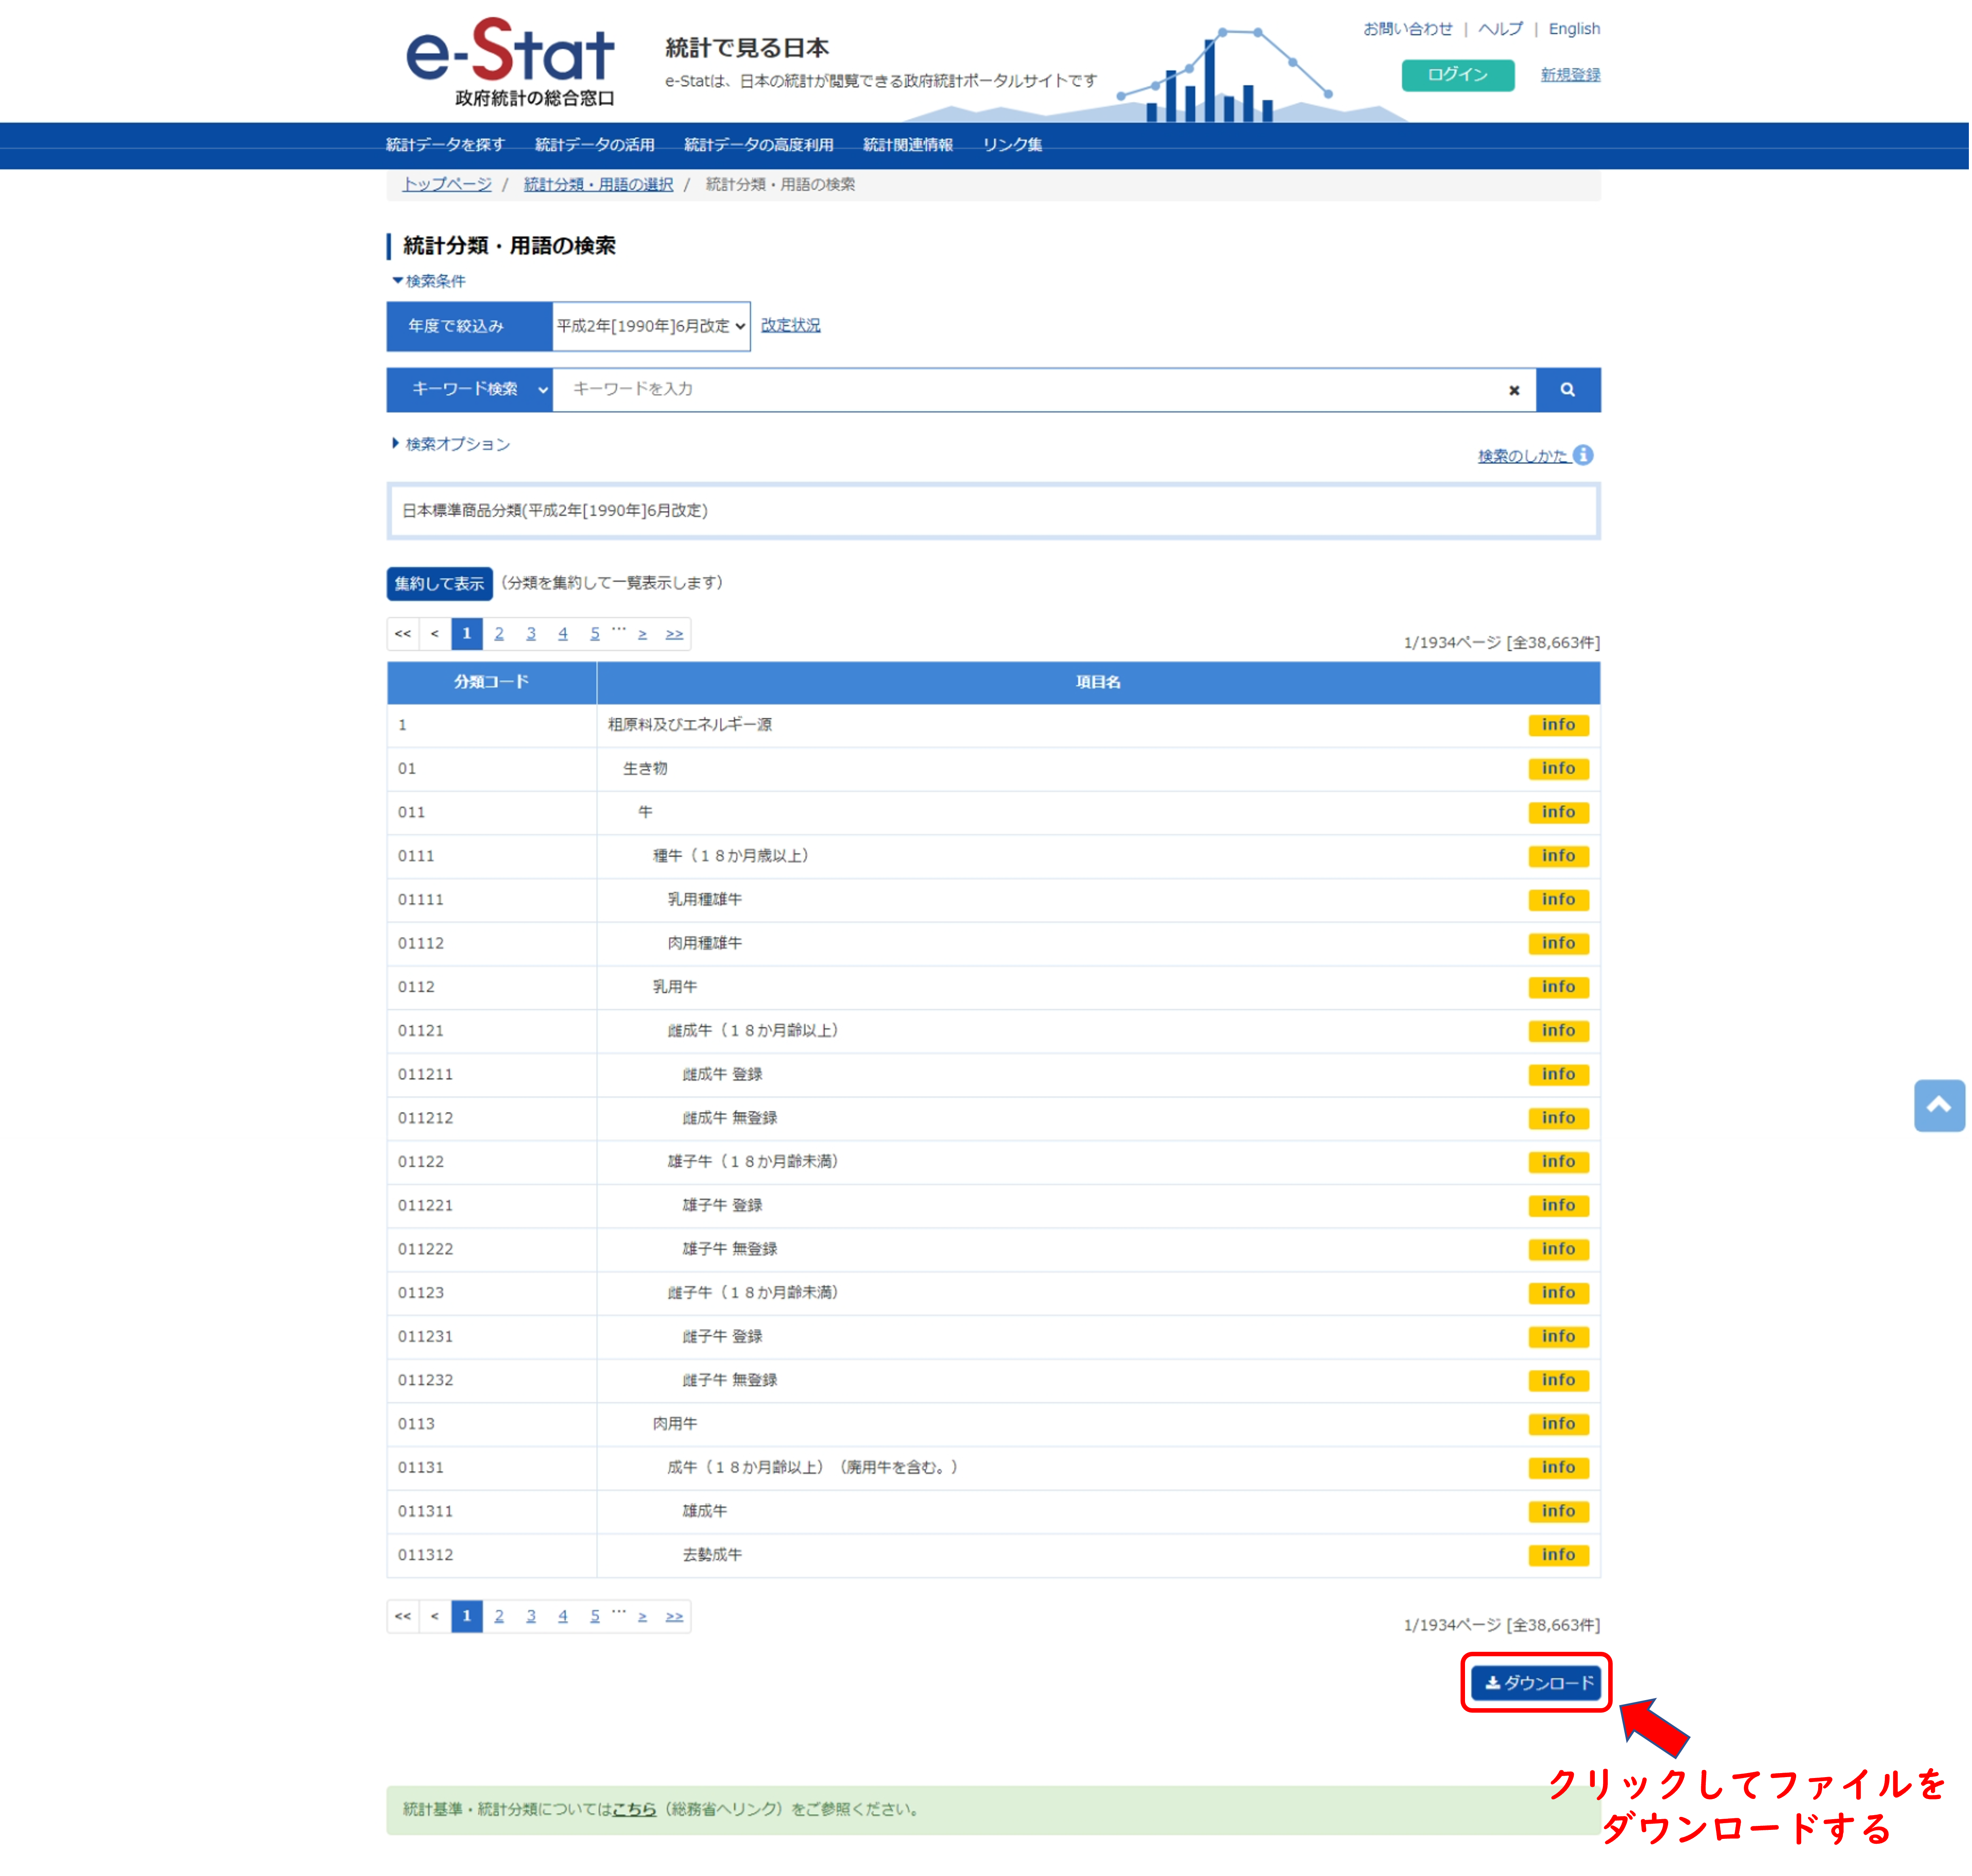 e-Stat
政府統計の総合窓口
統計で見る日本
e-Statは、日本の統計が閲覧できる政府統計ポータルサイトです
お問い合わせ | ヘルプ | English
ログイン 新規登録
統計データを探す 統計データの活用 統計データの高度利用 統計関連情報 リンク集
トップページ / 統計分類・用語の選択 / 統計分類・用語の検索
統計分類・用語の検索
▼検索条件
年度で絞込み 平成2年[1990年]6月改定 改定状況
キーワード検索 キーワードを入力
検索オプション
検索のしかた
日本標準商品分類(平成2年[1990年]6月改定)
集約して表示 （分類を集約して一覧表示します）
<< < 1 2 3 4 5 … > >>
1/1934ページ [全38,663件]
分類コード 項目名
1 粗原料及びエネルギー源 info
01 生き物 info
011 牛 info
0111 種牛（１８か月歳以上） info
01111 乳用種雄牛 info
01112 肉用種雄牛 info
0112 乳用牛 info
01121 雌成牛（１８か月齢以上） info
011211 雌成牛 登録 info
011212 雌成牛 無登録 info
01122 雄子牛（１８か月齢未満） info
011221 雄子牛 登録 info
011222 雄子牛 無登録 info
01123 雌子牛（１８か月齢未満） info
011231 雌子牛 登録 info
011232 雌子牛 無登録 info
0113 肉用牛 info
01131 成牛（１８か月齢以上）（廃用牛を含む。） info
011311 雄成牛 info
011312 去勢成牛 info
<< < 1 2 3 4 5 … > >>
1/1934ページ [全38,663件]
ダウンロード
クリックしてファイルを
ダウンロードする
統計基準・統計分類についてはこちら（総務省へリンク）をご参照ください。